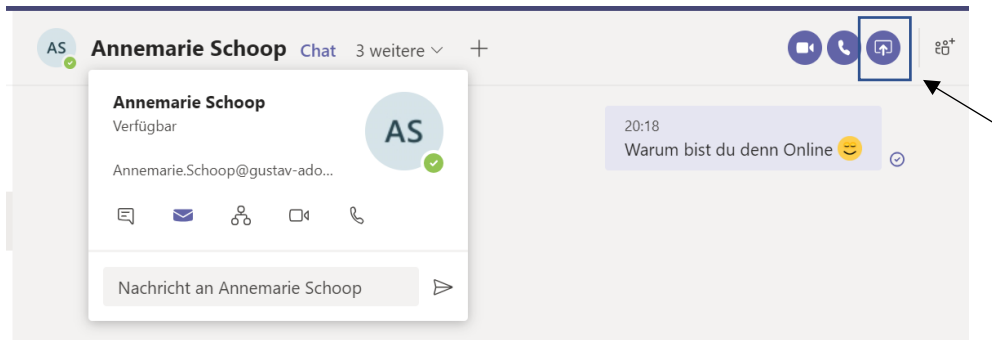 AS Annemarie Schoop Chat 3 weitere
Annemarie Schoop
Verfügbar
AS
Annemarie.Schoop@gustav-ado...
Nachricht an Annemarie Schoop
20:18
Warum bist du denn Online 😌